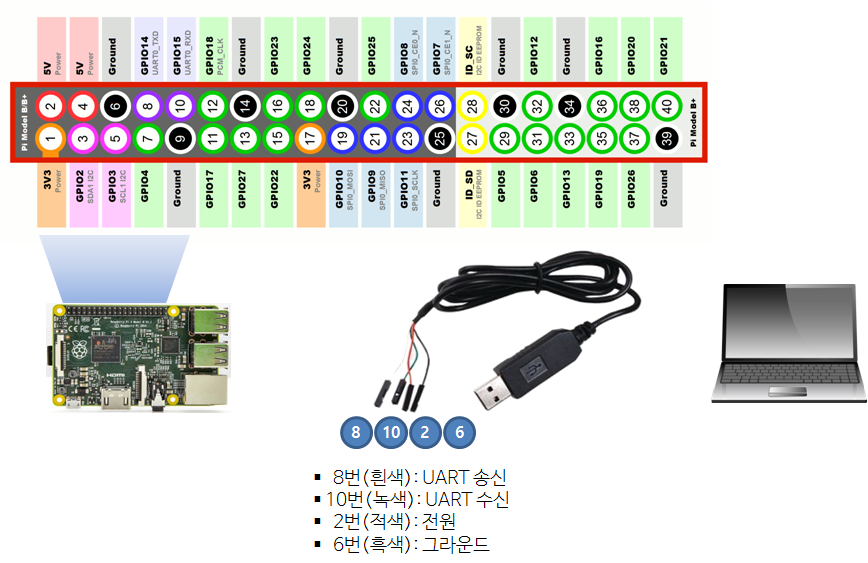 5V Power
5V Power
Ground
GPIO14 UART0_TXD
GPIO15 UART0_RXD
GPIO18 PCM_CLK
Ground
GPIO23
GPIO24
Ground
GPIO25
GPIO8 SPI0_CE0_N
GPIO7 SPI0_CE1_N
ID_SC I2C ID EEPROM
Ground
GPIO12
Ground
GPIO16
GPIO20
GPIO21
Pi Model B/B+
2 4 6 8 10 12 14 16 18 20 22 24 26 28 30 32 34 36 38 40
1 3 5 7 9 11 13 15 17 19 21 23 25 27 29 31 33 35 37 39
Pi Model B+
3V3 Power
GPIO2 SDA1 I2C
GPIO3 SCL1 I2C
GPIO4
Ground
GPIO17
GPIO27
GPIO22
3V3 Power
GPIO10 SPI0_MOSI
GPIO9 SPI0_MISO
GPIO11 SPI0_SCLK
Ground
ID_SD I2C ID EEPROM
GPIO5
GPIO6
GPIO13
GPIO19
GPIO26
Ground
HDMI
8 10 2 6
▪ 8번(흰색) : UART 송신
▪ 10번(녹색) : UART 수신
▪ 2번(적색) : 전원
▪ 6번(흑색) : 그라운드